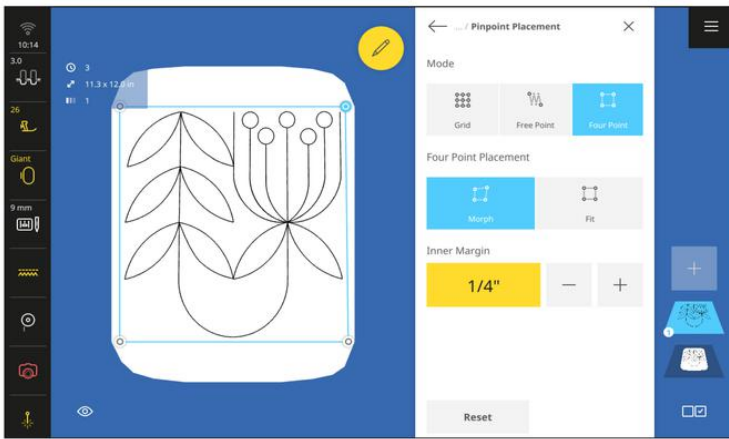 10:14
3.0
26
Giant
9 mm
3
11.3 x 12.0 in
1
... / Pinpoint Placement
Mode
Grid
Free Point
Four Point
Four Point Placement
Morph
Fit
Inner Margin
1/4"
Reset
1